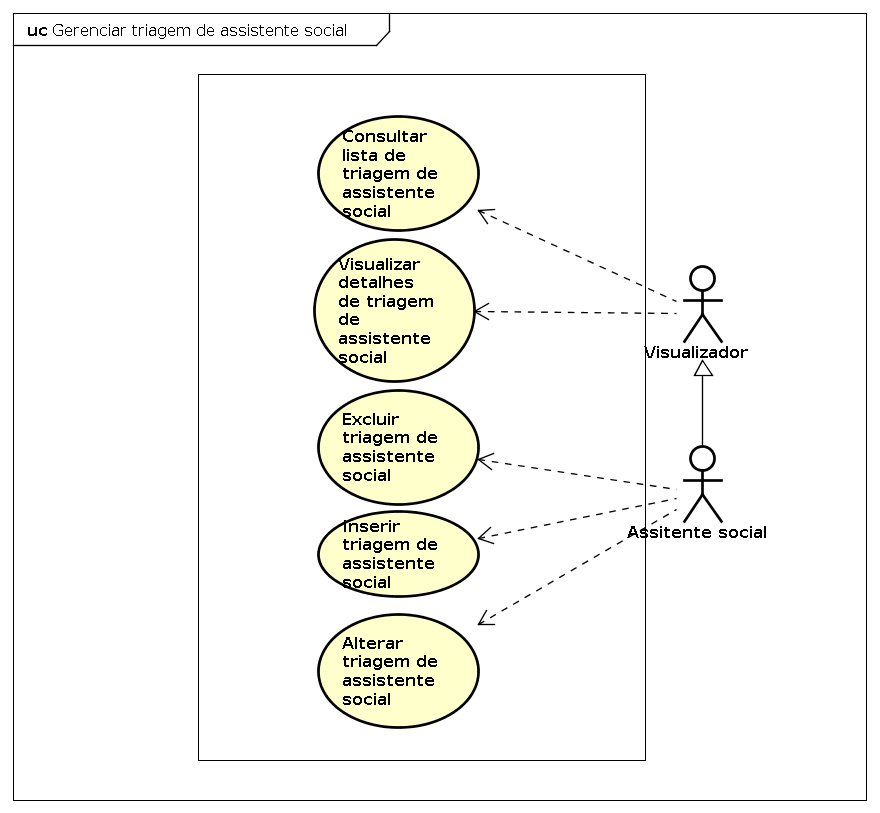 uc Gerenciar triagem de assistente social
Consultar
lista de
triagem de
assistente
social
Visualizar
detalhes
de triagem
de
assistente
social
Visualizador
Excluir
triagem de
assistente
social
Inserir
triagem de
assistente
social
Assitente social
Alterar
triagem de
assistente
social